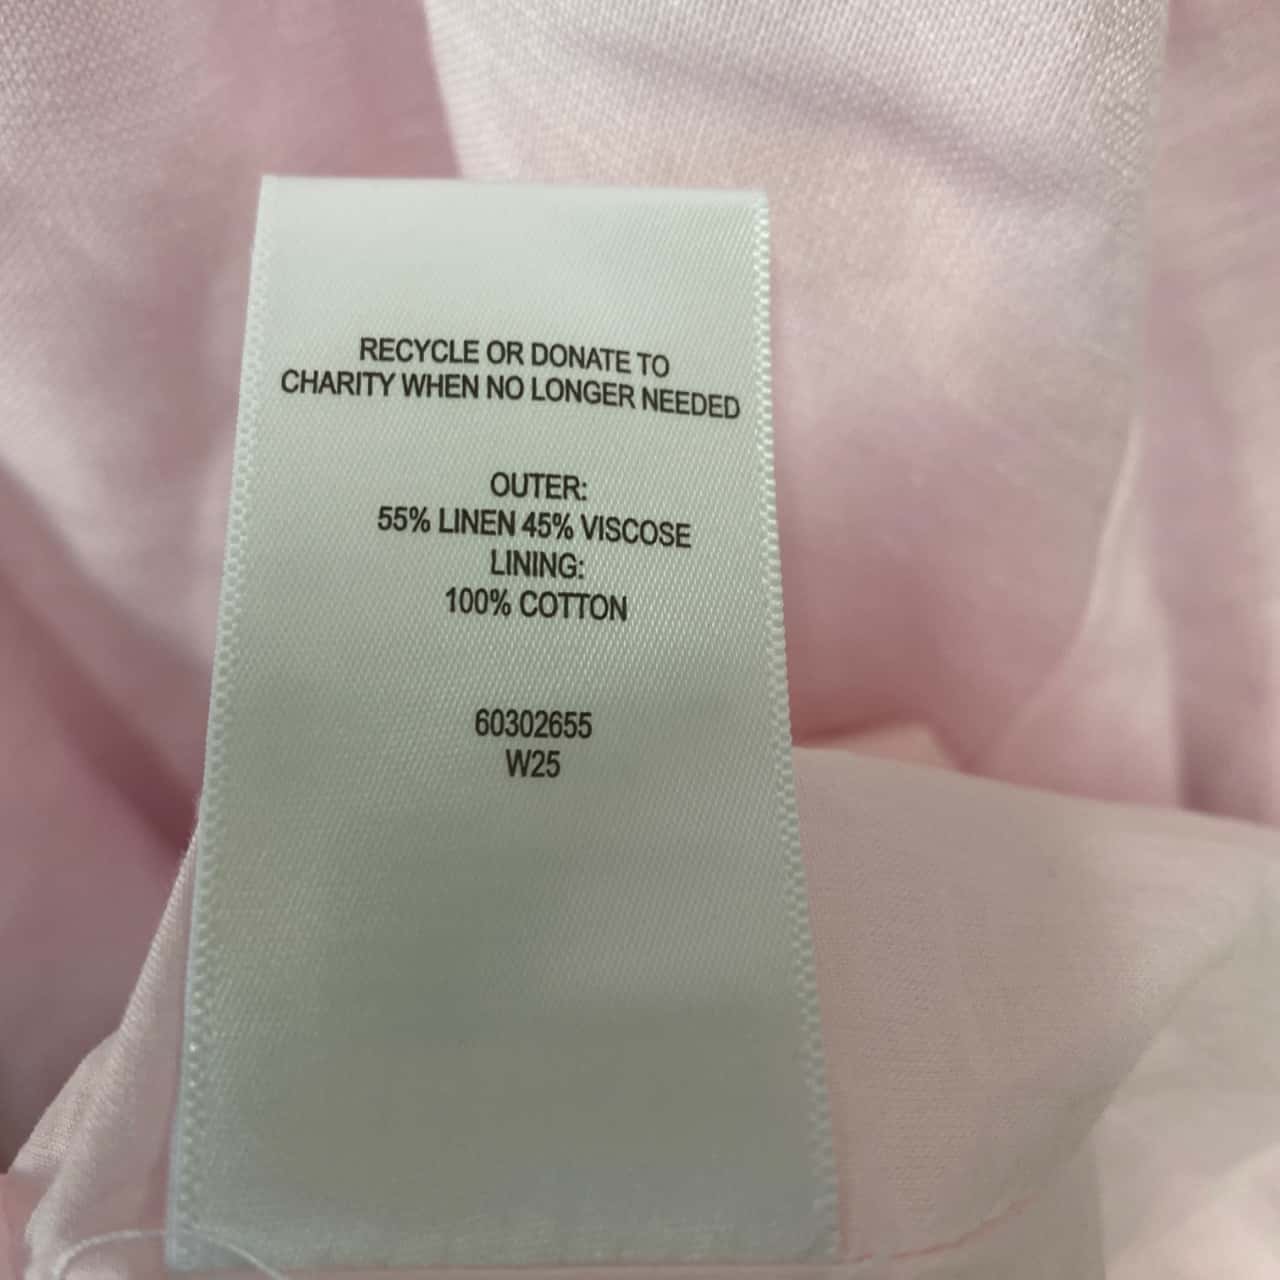 RECYCLE OR DONATE TO
CHARITY WHEN NO LONGER NEEDED
OUTER:
55% LINEN 45% VISCOSE
LINING:
100% COTTON
60302655
W25